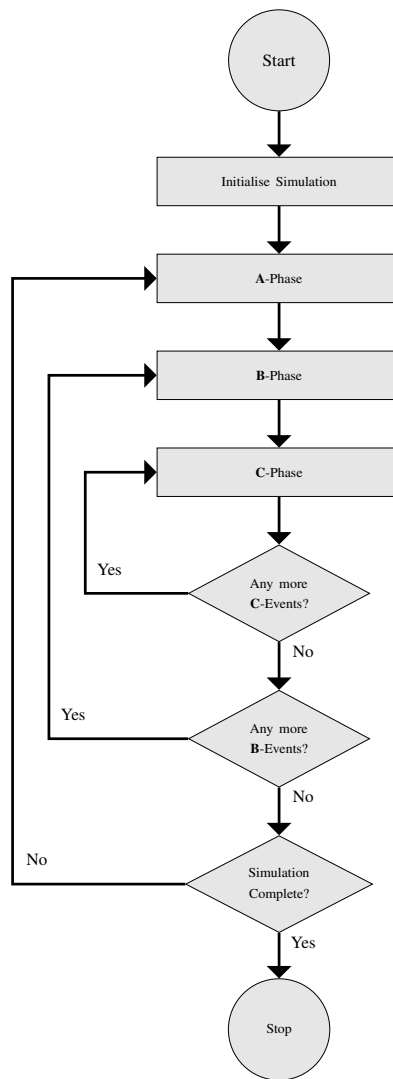 Start
Initialise Simulation
A-Phase
B-Phase
C-Phase
Any more
C-Events?
Yes
No
Any more
B-Events?
Yes
No
Simulation
Complete?
No
Yes
Stop